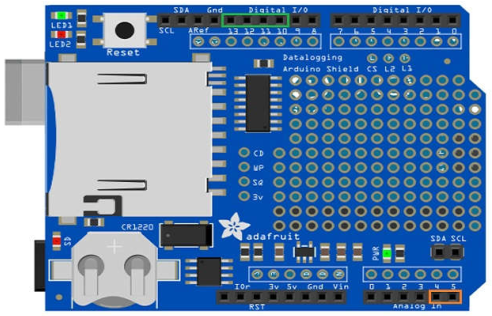 SDA Gnd Digital I/O Digital I/O
LED1
LED2
SCL ARef 13 12 11 10 9 8 7 6 5 4 3 2 1 0
Reset
Datalogging
Arduino Shield CS L2 L1
CD
WP
SQ
3v
CR1220
adafruit
PWR
SDA SCL
IOr 3v 5v Gnd Vin
0 1 2 3 4 5
RST
Analog In